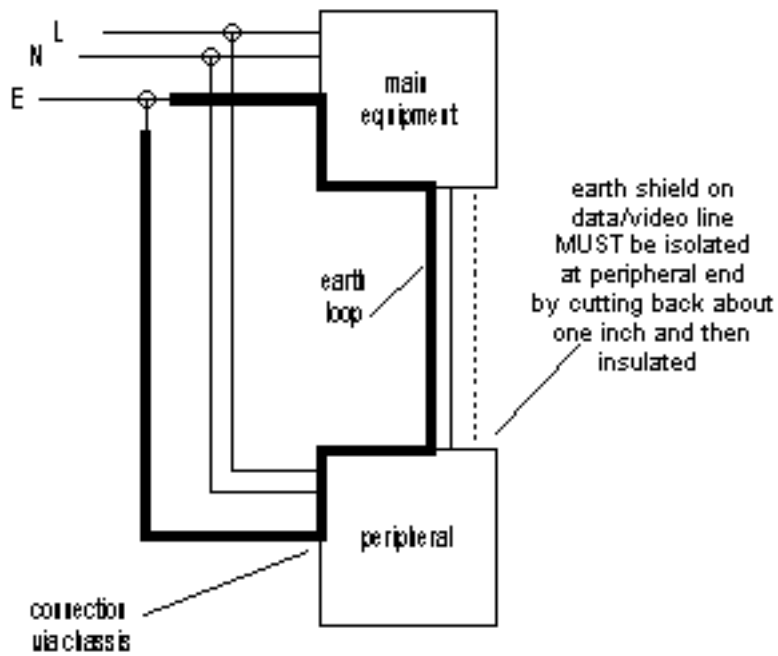 L
N
E
main
equipment
earth shield on
data/video line
MUST be isolated
at peripheral end
by cutting back about
one inch and then
insulated
earth
loop
peripheral
connection
via chassis